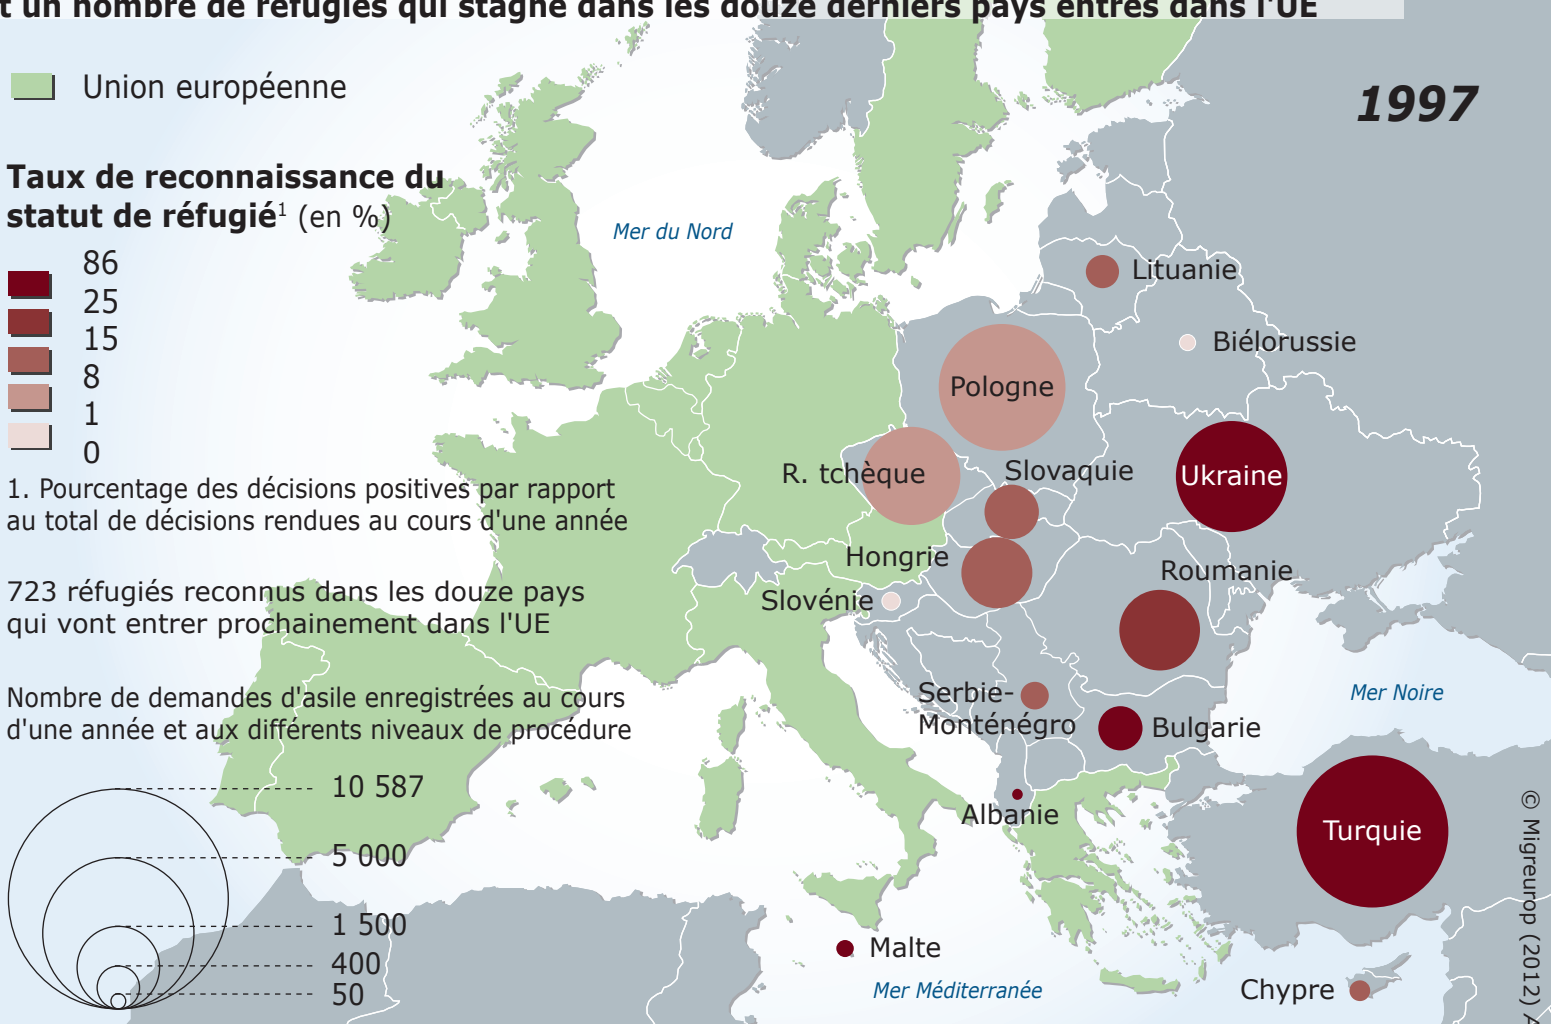 t un nombre de réfugiés qui stagne dans les douze derniers pays entrés dans l'UE
Union européenne
1997
Taux de reconnaissance du
statut de réfugié¹ (en %)
86
25
15
8
1
0
1. Pourcentage des décisions positives par rapport
au total de décisions rendues au cours d'une année
723 réfugiés reconnus dans les douze pays
qui vont entrer prochainement dans l'UE
Nombre de demandes d'asile enregistrées au cours
d'une année et aux différents niveaux de procédure
10 587
5 000
1 500
400
50
Mer du Nord
Lituanie
Biélorussie
Pologne
R. tchèque
Slovaquie
Ukraine
Hongrie
Roumanie
Slovénie
Serbie-
Monténégro
Bulgarie
Mer Noire
Albanie
Turquie
Malte
Mer Méditerranée
Chypre
© Migreurop (2012) A